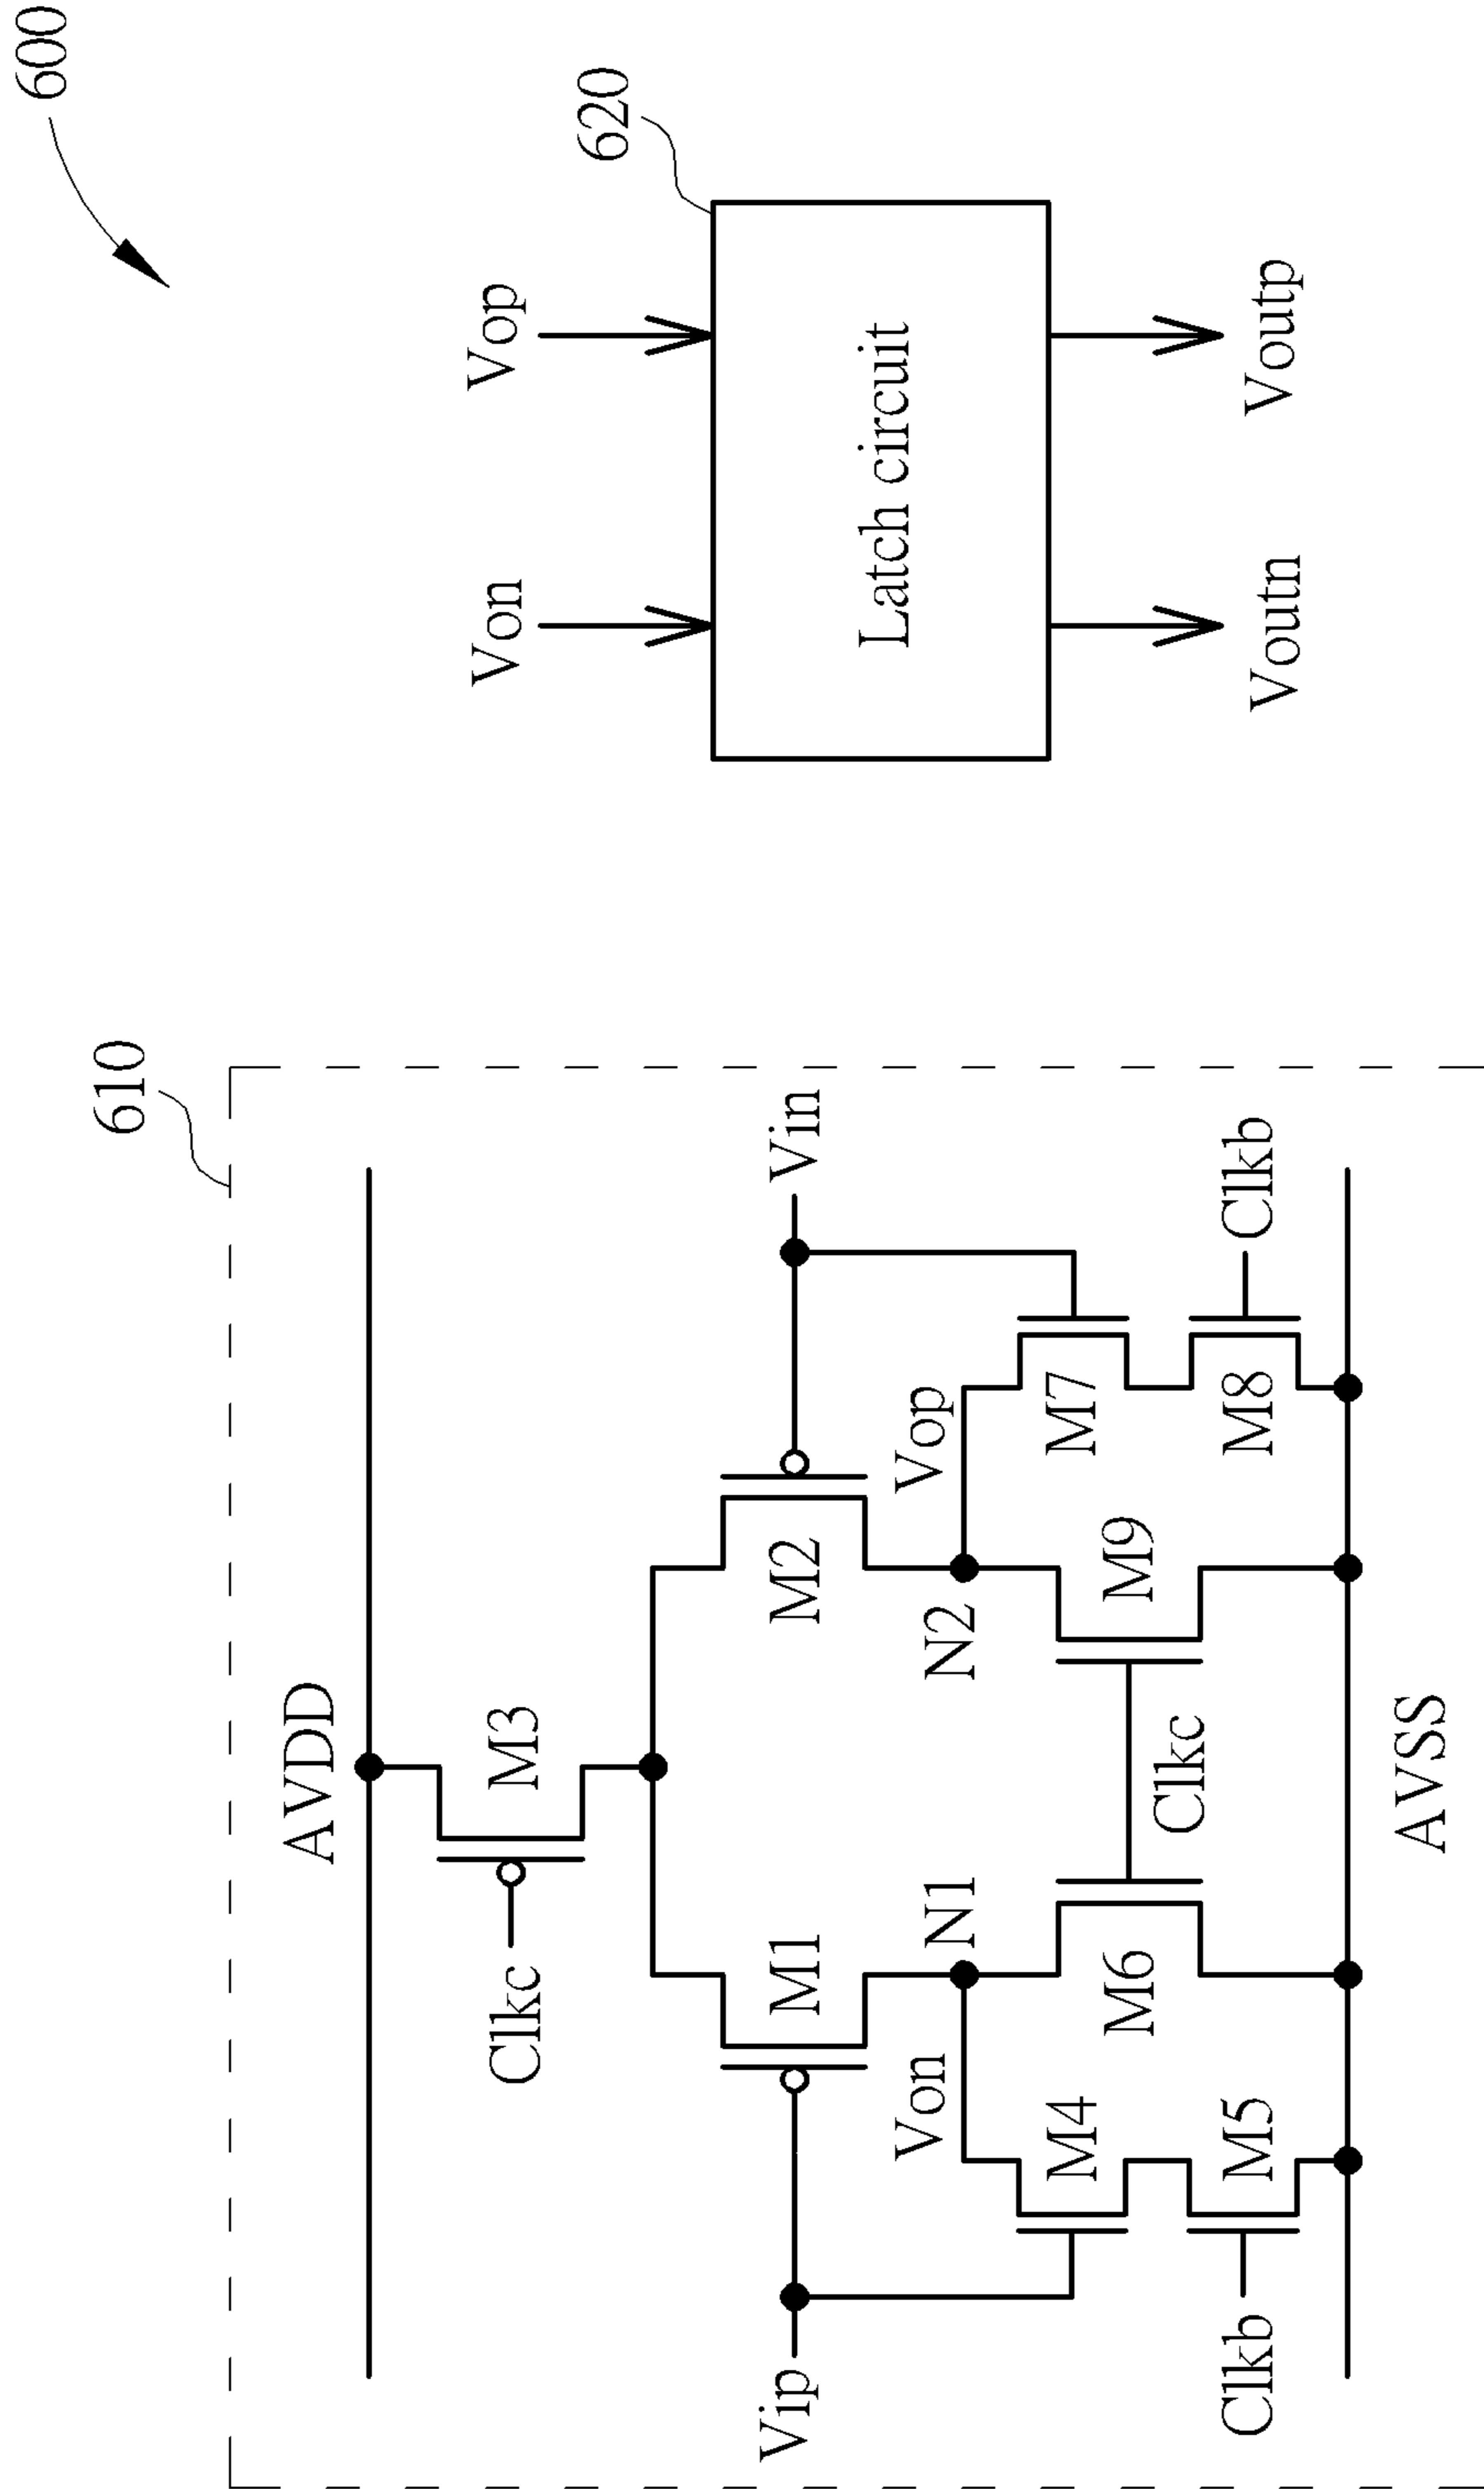 600
610
AVDD
Clkc
M3
Vip
M1
M2
Vin
Von
N1
N2
Vop
M4
M6
Clkc
M9
M7
Clkb
M5
M8
Clkb
AVSS
620
Von
Vop
Latch circuit
Voutn
Voutp